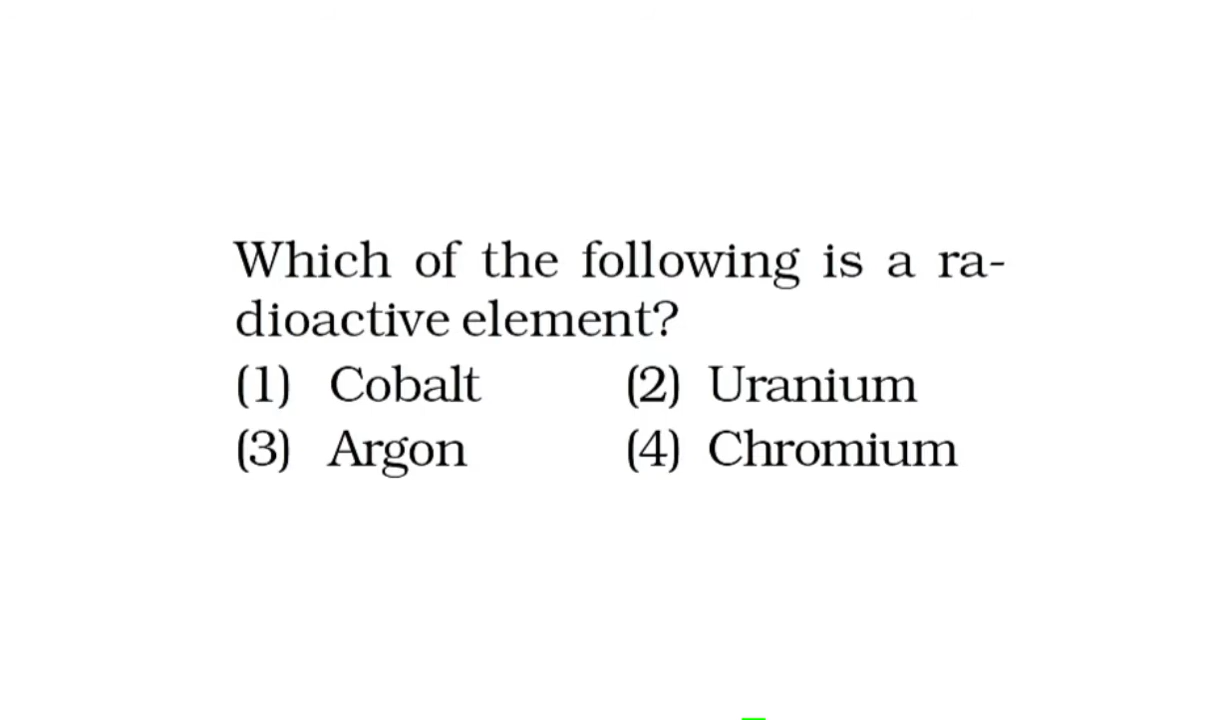 Which of the following is a ra-
dioactive element?
(1) Cobalt (2) Uranium
(3) Argon (4) Chromium